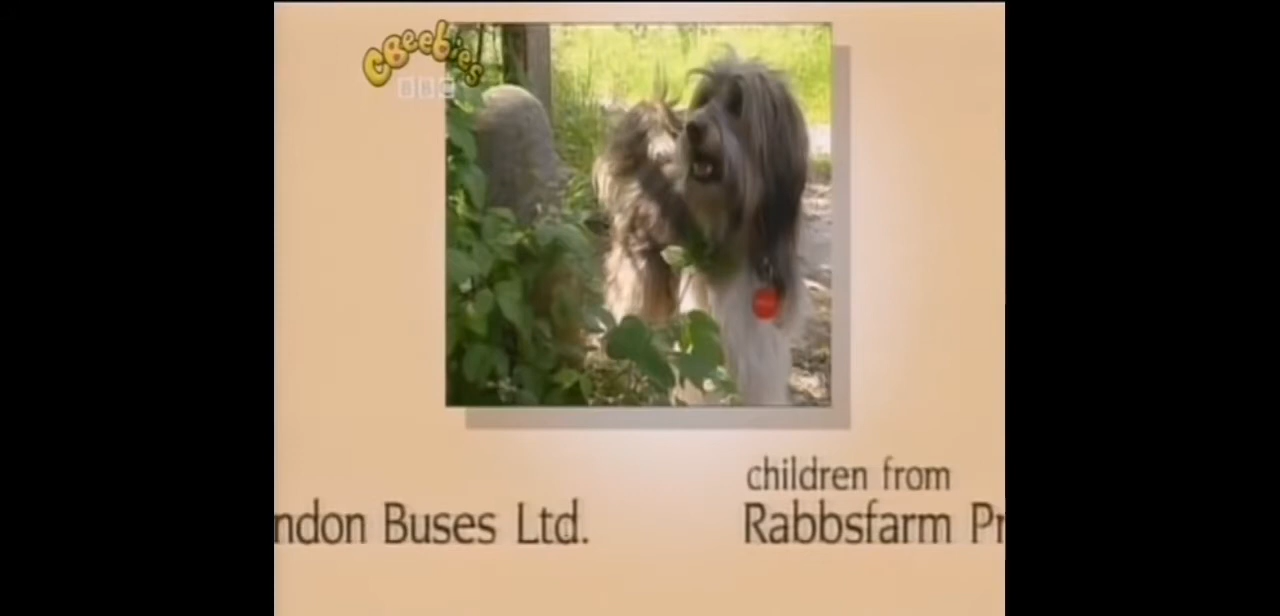 CBeebies
BBC
children from
ndon Buses Ltd.
Rabbsfarm Pr